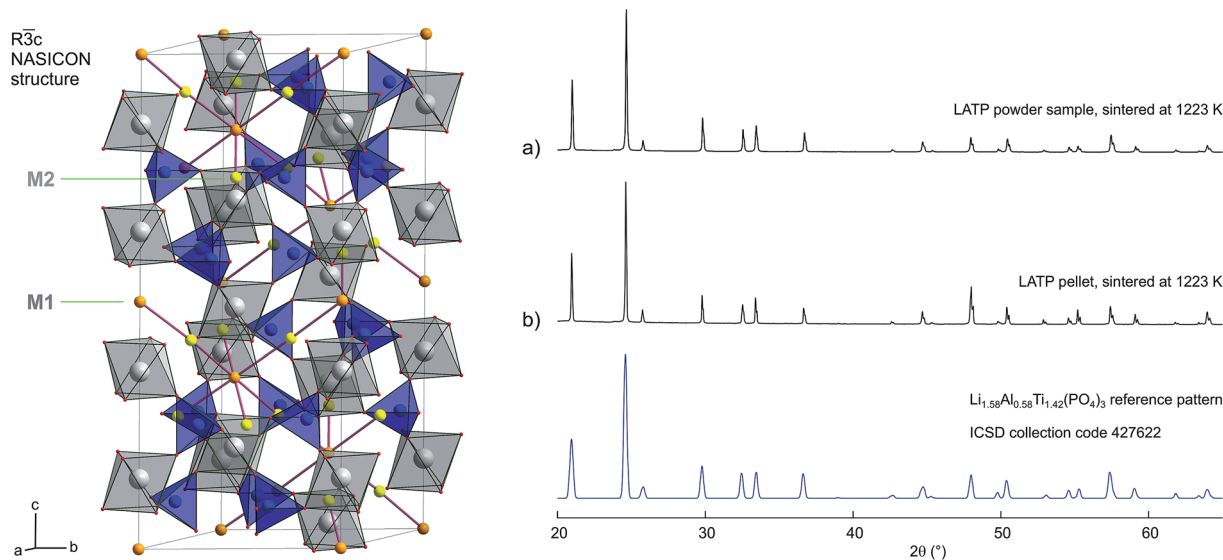 R3̅c
NASICON
structure
M2
M1
c
a
b
LATP powder sample, sintered at 1223 K
a)
LATP pellet, sintered at 1223 K
b)
Li₁.₅₈Al₀.₅₈Ti₁.₄₂(PO₄)₃ reference pattern
ICSD collection code 427622
20 30 40 50 60
2θ (°)